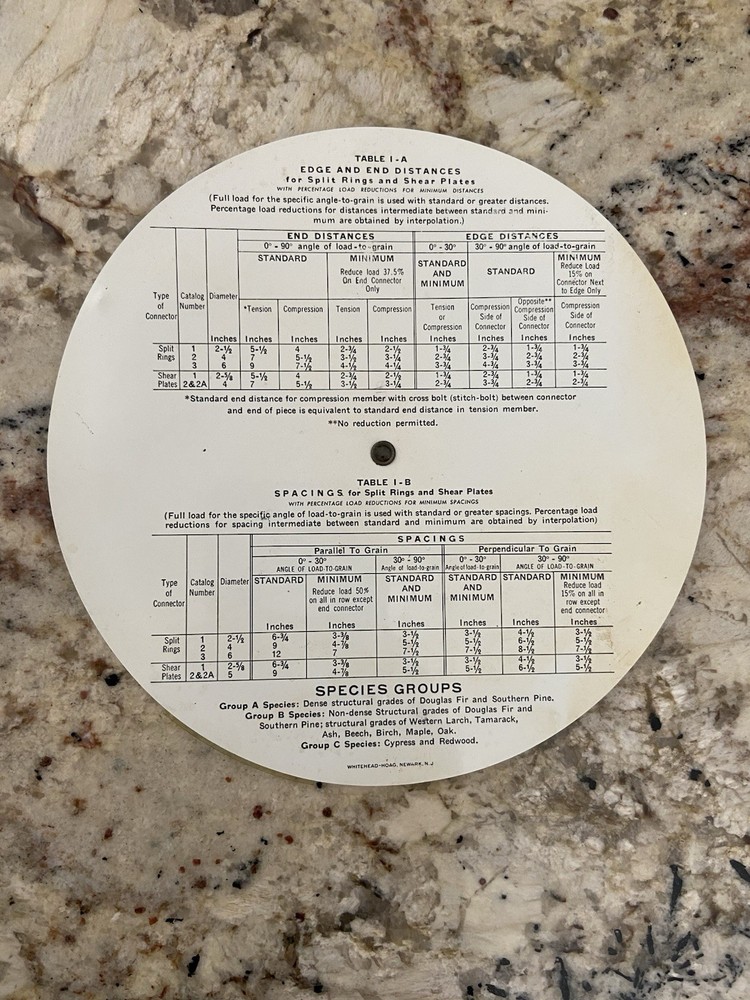 TABLE I-A
EDGE AND END DISTANCES
for Split Rings and Shear Plates
WITH PERCENTAGE LOAD REDUCTIONS FOR MINIMUM DISTANCES
(Full load for the specific angle-to-grain is used with standard or greater distances.
Percentage load reductions for distances intermediate between standard and mini-
mum are obtained by interpolation.)
END DISTANCES EDGE DISTANCES
0° - 90° angle of load-to-grain 0° - 30° 30° - 90° angle of load-to-grain
STANDARD MINIMUM Reduce load 37.5% On End Connector Only STANDARD AND MINIMUM STANDARD MINIMUM Reduce Load 15% on Connector Next to Edge Only
Type of Connector Catalog Number Diameter *Tension Compression Tension Compression Tension or Compression Compression Side of Connector Opposite** Compression Side of Connector Compression Side of Connector
Inches Inches Inches Inches Inches Inches Inches Inches Inches
Split Rings 1 2-½ 5-½ 4 2-¾ 2-½ 1-¾ 2-¾ 1-¾ 1-¾
2 4 7 5-½ 3-½ 3-¼ 2-¾ 3-¾ 2-¾ 2-¾
3 6 9 7-½ 4-½ 4-¼ 3-¾ 4-¾ 3-¾ 3-¾
Shear Plates 1 2-⅝ 5-½ 4 2-¾ 2-½ 1-¾ 2-¾ 1-¾ 1-¾
2&2A 4 7 5-½ 3-½ 3-¼ 2-¾ 3-¾ 2-¾ 2-¾
*Standard end distance for compression member with cross bolt (stitch-bolt) between connector
and end of piece is equivalent to standard end distance in tension member.
**No reduction permitted.
TABLE I-B
SPACINGS for Split Rings and Shear Plates
WITH PERCENTAGE LOAD REDUCTIONS FOR MINIMUM SPACINGS
(Full load for the specific angle of load-to-grain is used with standard or greater spacings. Percentage load
reductions for spacing intermediate between standard and minimum are obtained by interpolation)
SPACINGS
Parallel To Grain Perpendicular To Grain
0° - 30° 30° - 90° 0° - 30° 30° - 90°
ANGLE OF LOAD-TO-GRAIN Angle of load-to-grain Angle of load-to-grain ANGLE OF LOAD-TO-GRAIN
Type of Connector Catalog Number Diameter STANDARD MINIMUM Reduce load 50% on all in row except end connector STANDARD AND MINIMUM STANDARD AND MINIMUM STANDARD MINIMUM Reduce load 15% on all in row except end connector
Inches Inches Inches Inches Inches Inches
Split Rings 1 2-½ 6-¾ 3-⅜ 3-½ 3-½ 4-½ 3-½
2 4 9 4-⅞ 5-½ 5-½ 6-½ 5-½
3 6 12 7 7-½ 7-½ 8-½ 7-½
Shear Plates 1 2-⅝ 6-¾ 3-⅜ 3-½ 3-½ 4-½ 3-½
2&2A 5 9 4-⅞ 5-½ 5-½ 6-½ 5-½
SPECIES GROUPS
Group A Species: Dense structural grades of Douglas Fir and Southern Pine.
Group B Species: Non-dense Structural grades of Douglas Fir and
Southern Pine; structural grades of Western Larch, Tamarack,
Ash, Beech, Birch, Maple, Oak.
Group C Species: Cypress and Redwood.
WHITEHEAD-HOAG, NEWARK, N.J